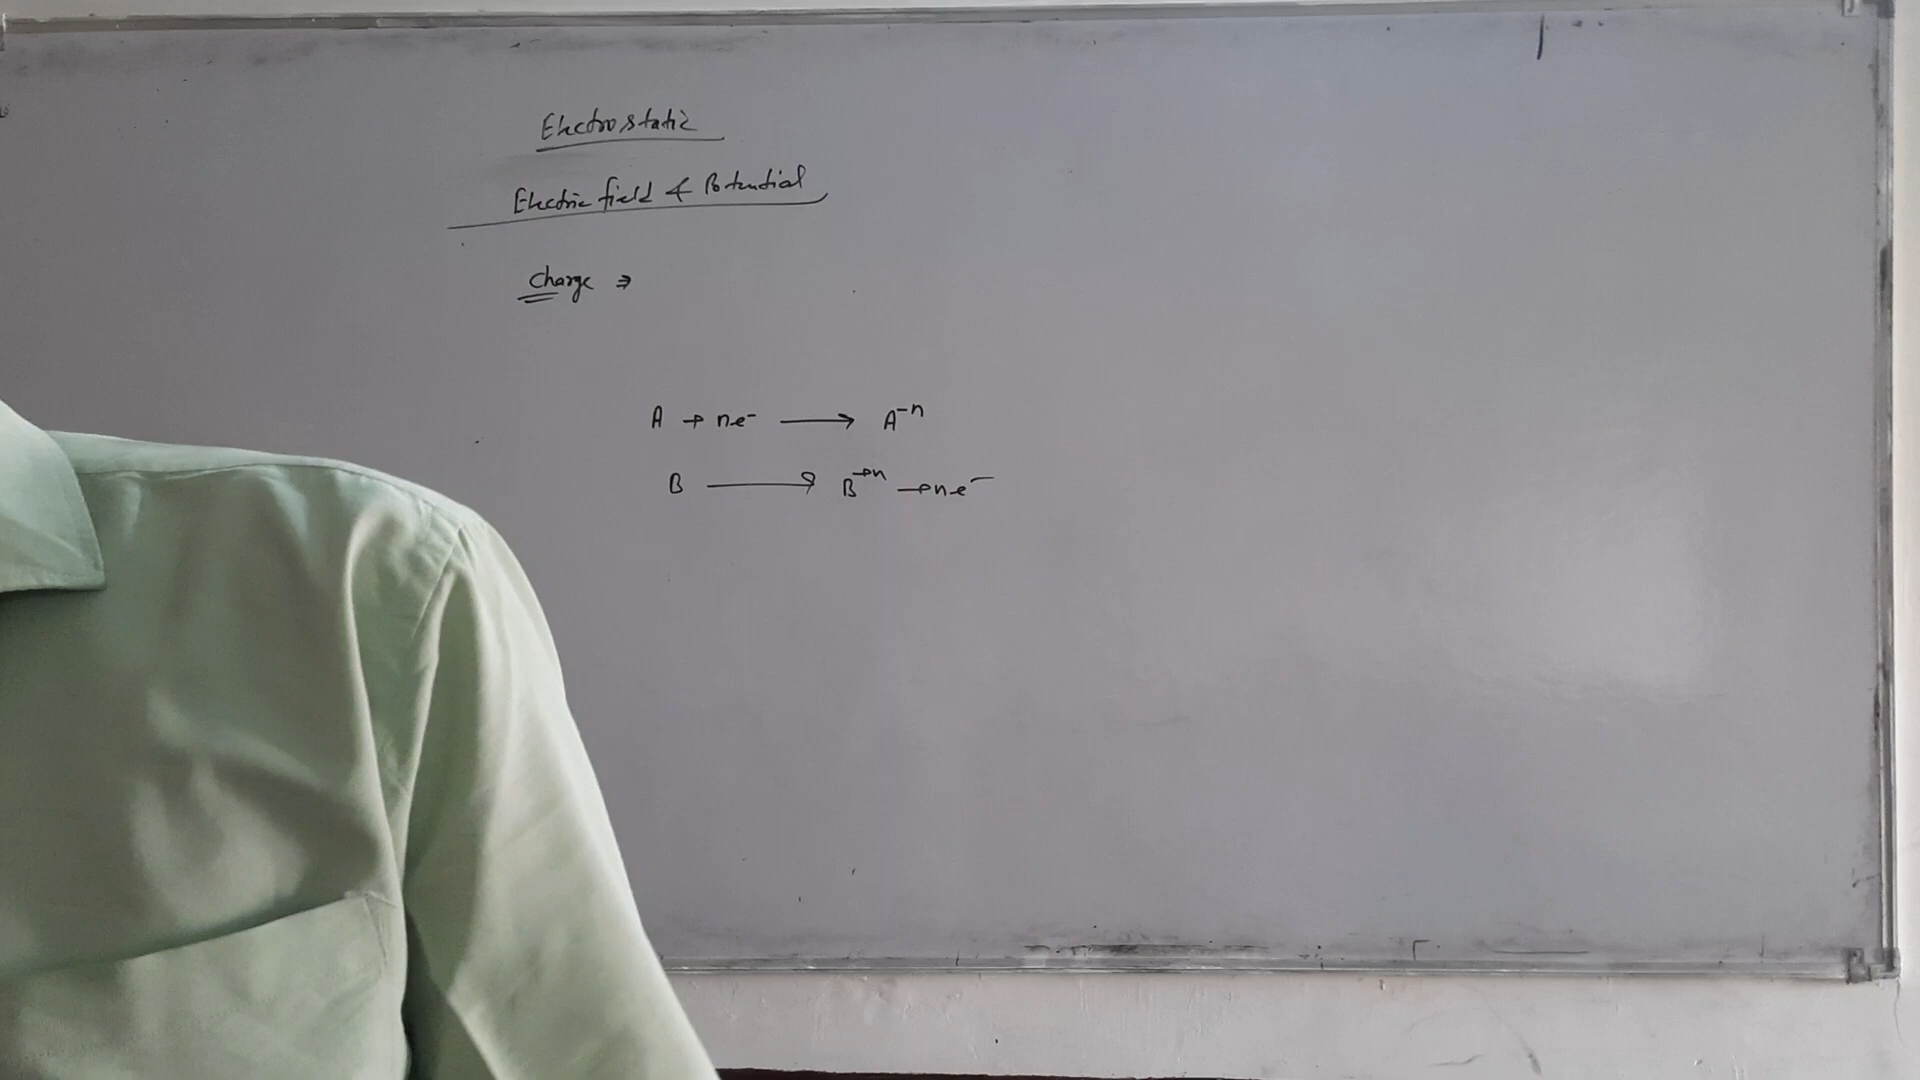 Electrostatic
Electric field & Potential
Charge ⇒
A + ne⁻ ⟶ A⁻ⁿ
B ⟶ B⁺ⁿ + ne⁻